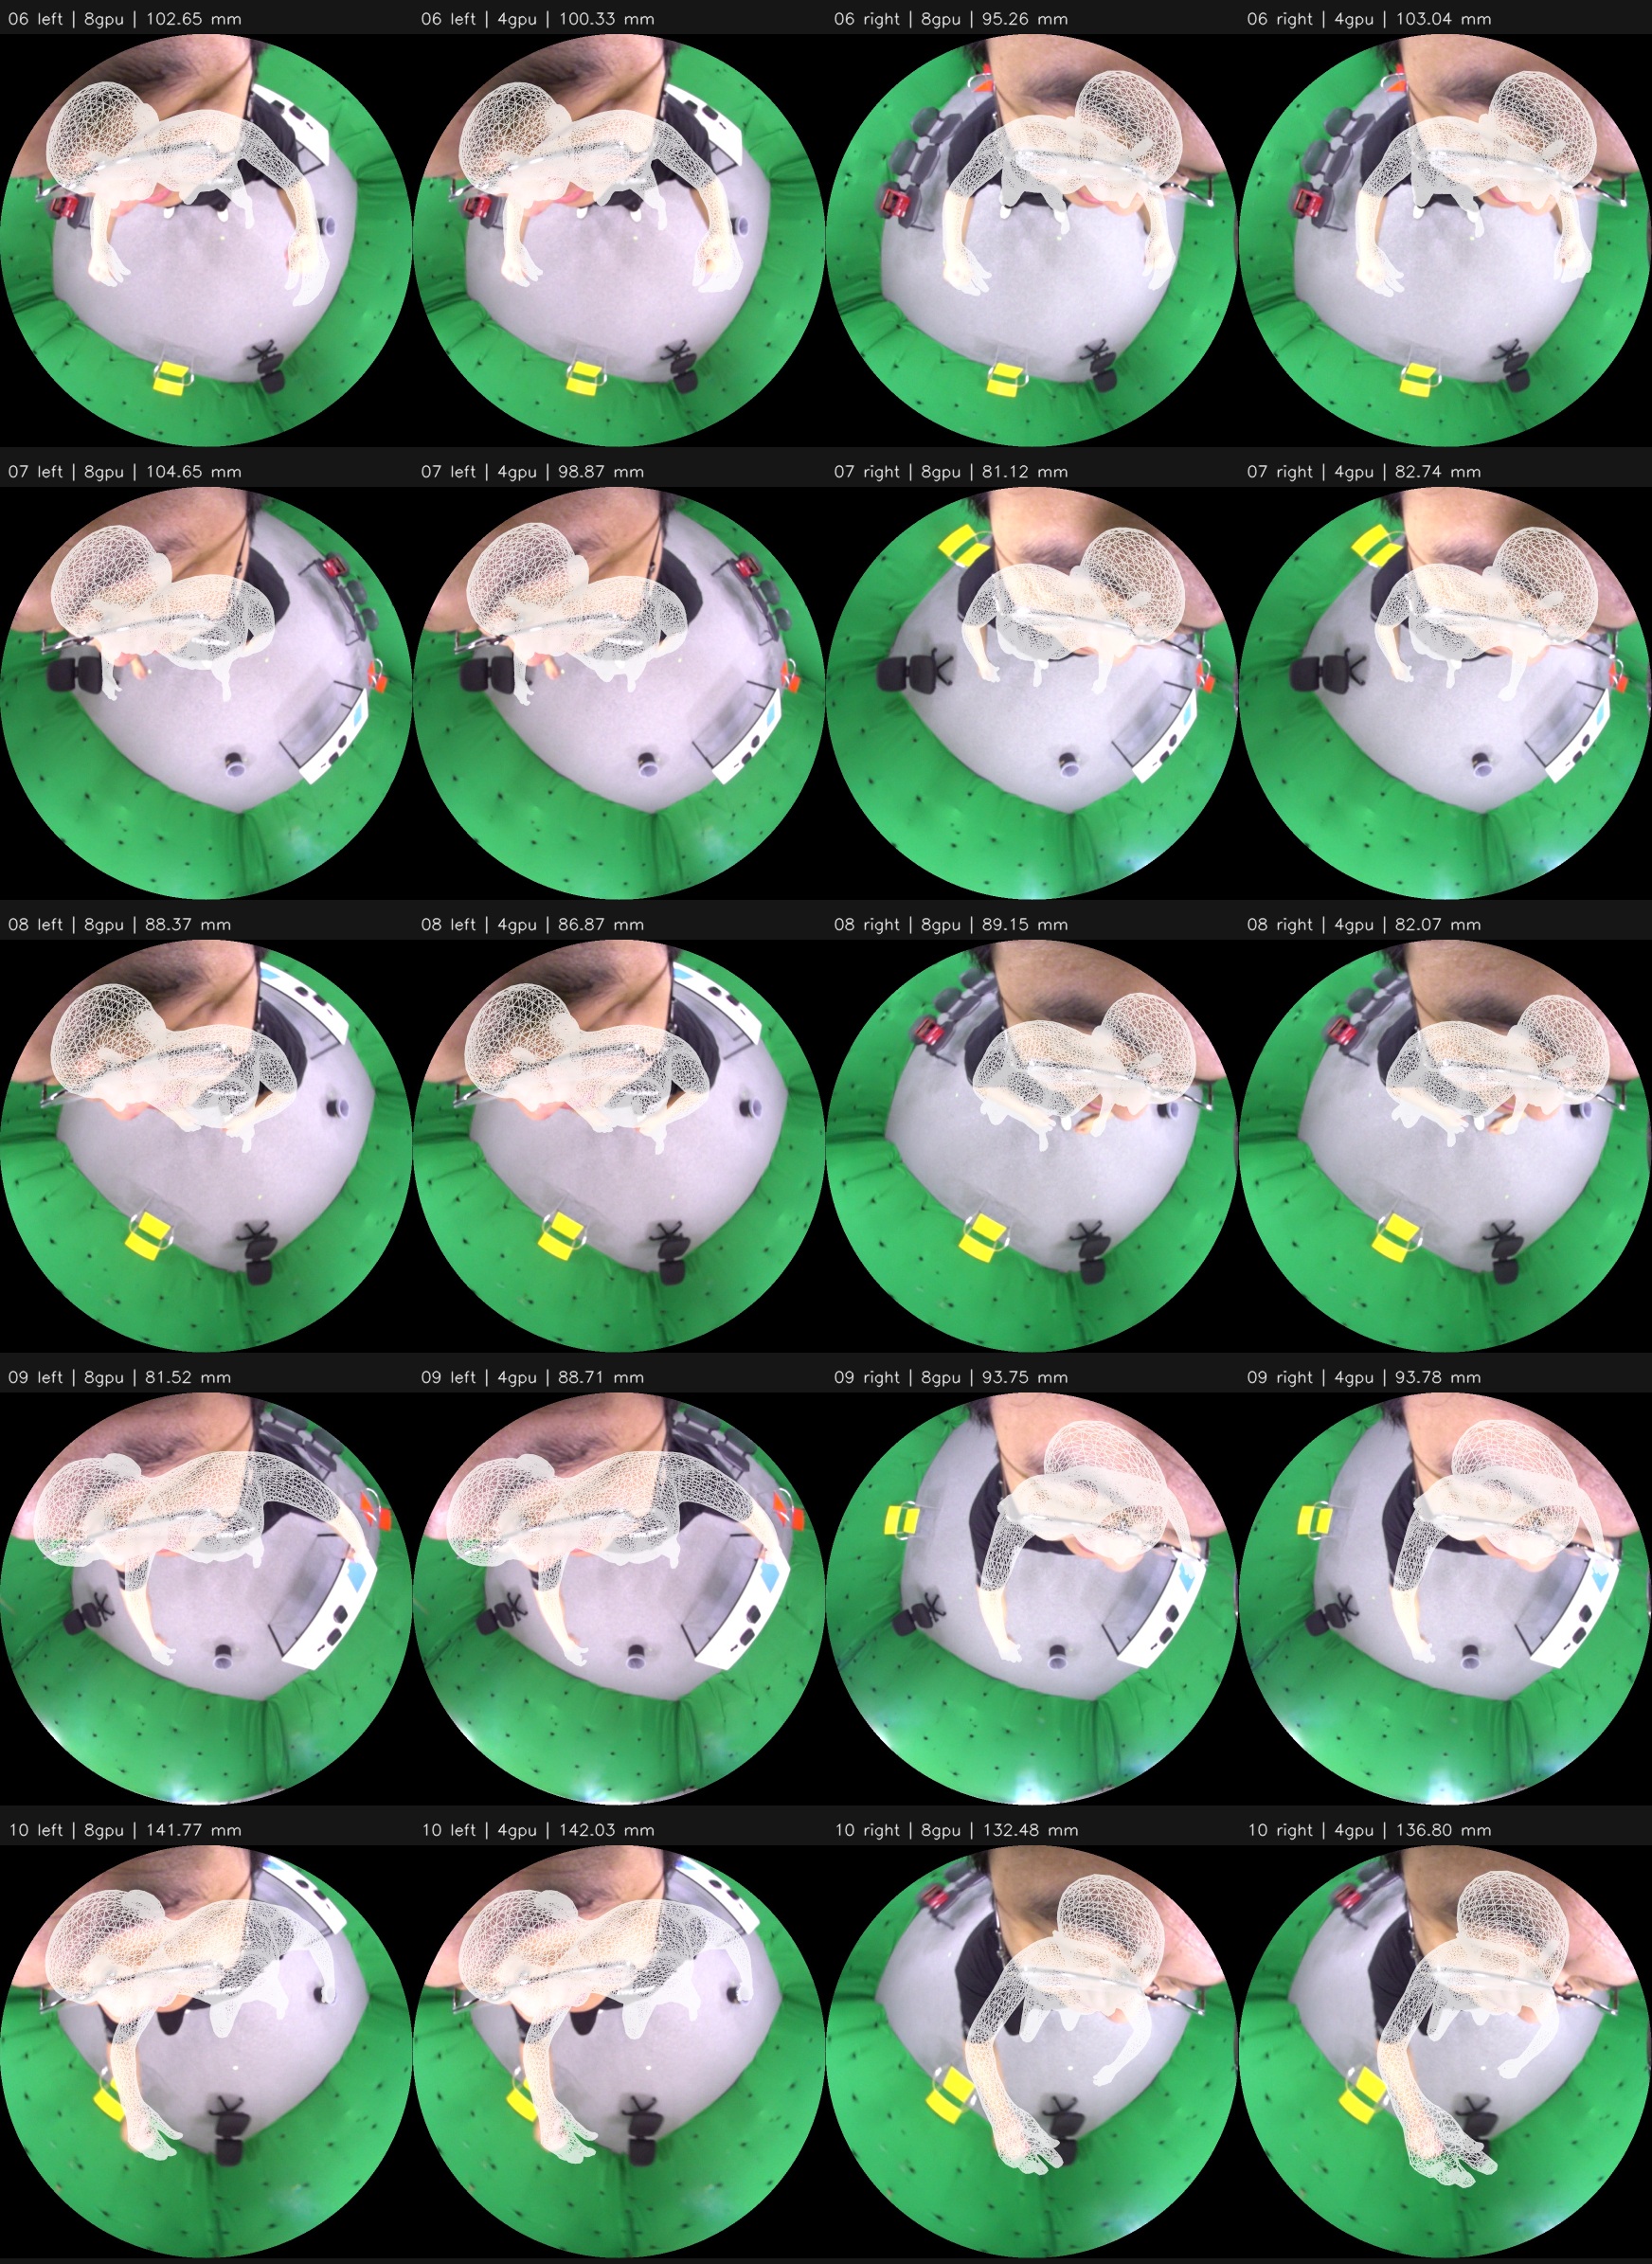 06 left | 8gpu | 102.65 mm
06 left | 4gpu | 100.33 mm
06 right | 8gpu | 95.26 mm
06 right | 4gpu | 103.04 mm
07 left | 8gpu | 104.65 mm
07 left | 4gpu | 98.87 mm
07 right | 8gpu | 81.12 mm
07 right | 4gpu | 82.74 mm
08 left | 8gpu | 88.37 mm
08 left | 4gpu | 86.87 mm
08 right | 8gpu | 89.15 mm
08 right | 4gpu | 82.07 mm
09 left | 8gpu | 81.52 mm
09 left | 4gpu | 88.71 mm
09 right | 8gpu | 93.75 mm
09 right | 4gpu | 93.78 mm
10 left | 8gpu | 141.77 mm
10 left | 4gpu | 142.03 mm
10 right | 8gpu | 132.48 mm
10 right | 4gpu | 136.80 mm